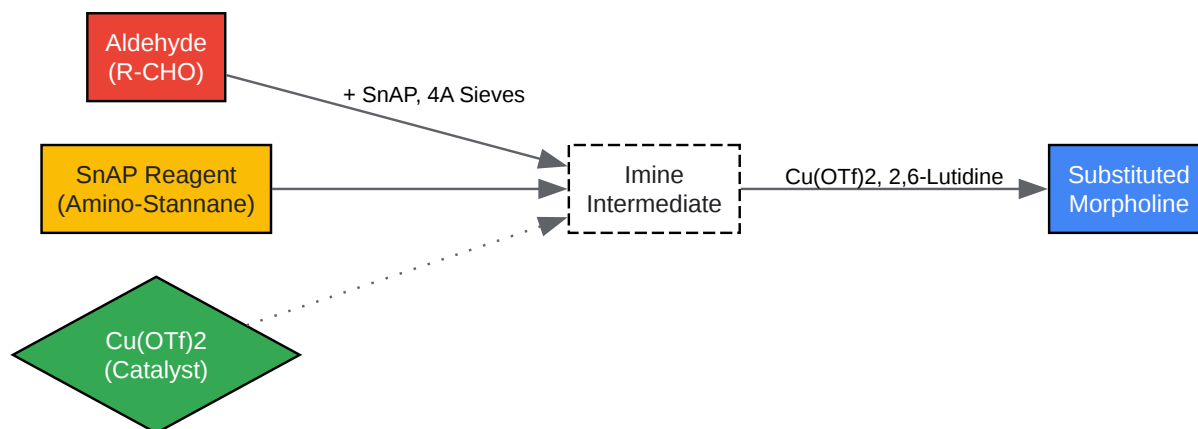 Aldehyde
(R-CHO)
+ SnAP, 4A Sieves
SnAP Reagent
(Amino-Stannane)
Imine
Intermediate
Cu(OTf)2, 2,6-Lutidine
Substituted
Morpholine
Cu(OTf)2
(Catalyst)